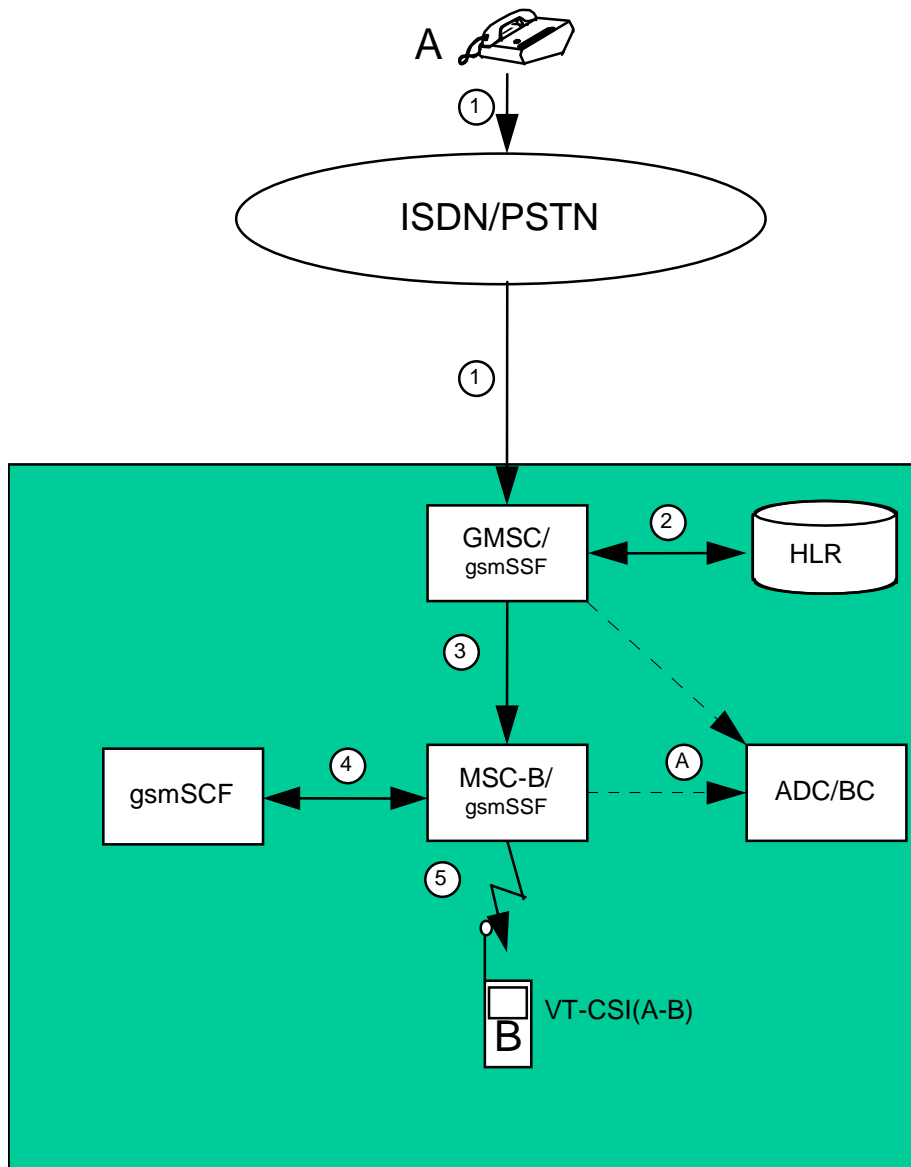 A
1
ISDN/PSTN
1
GMSC/
gsmSSF
2
HLR
3
gsmSCF
4
MSC-B/
gsmSSF
A
ADC/BC
5
B
VT-CSI(A-B)